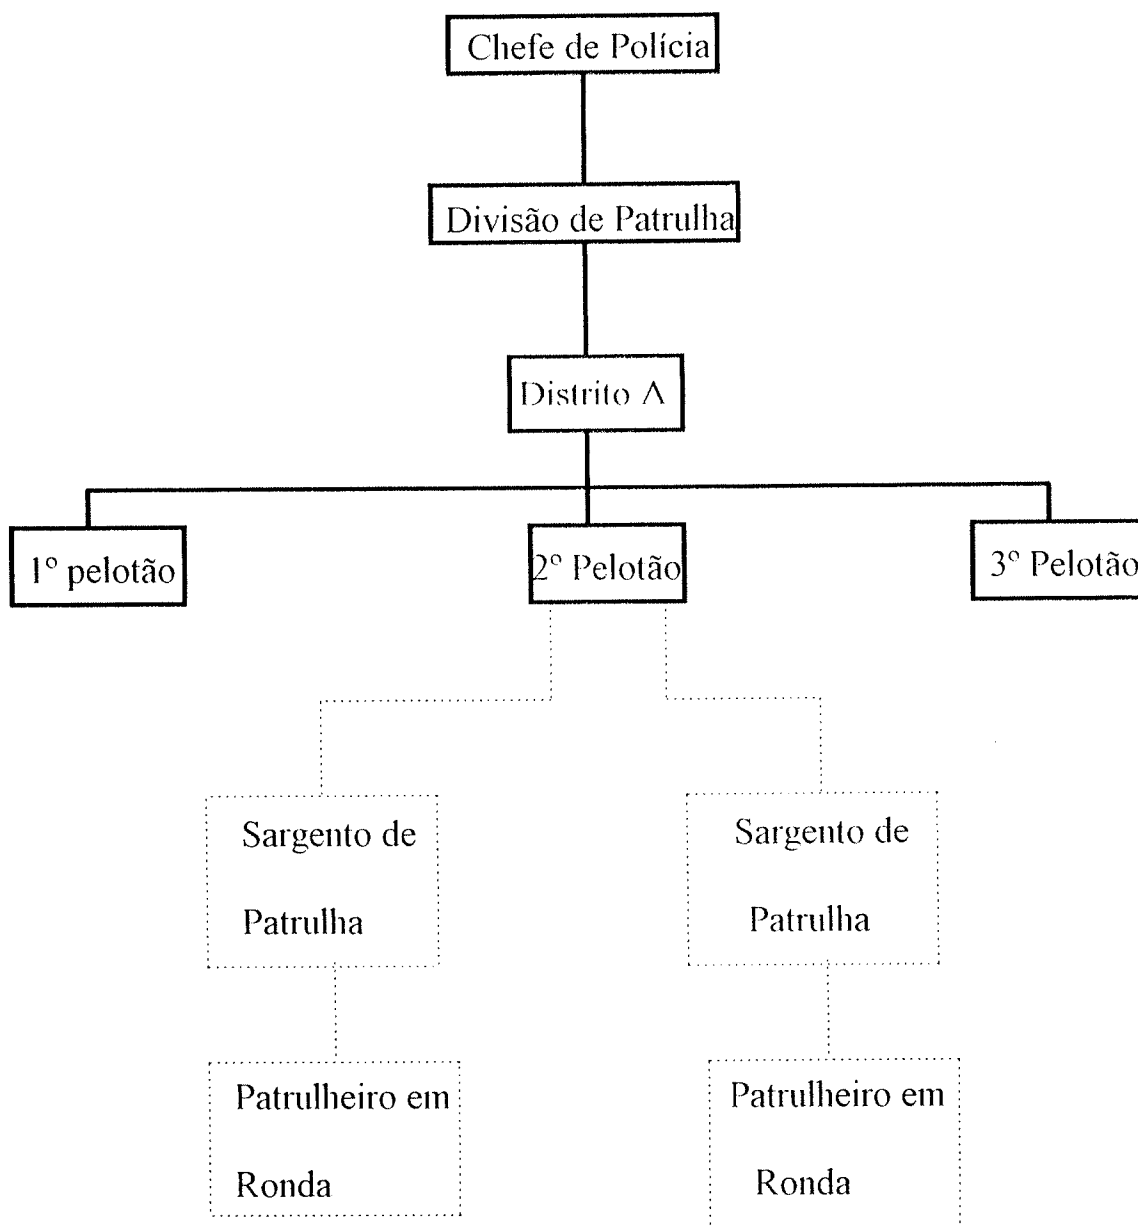 Chefe de Polícia
Divisão de Patrulha
Distrito A
1º pelotão
2º Pelotão
3º Pelotão
Sargento de
Patrulha
Sargento de
Patrulha
Patrulheiro em
Ronda
Patrulheiro em
Ronda